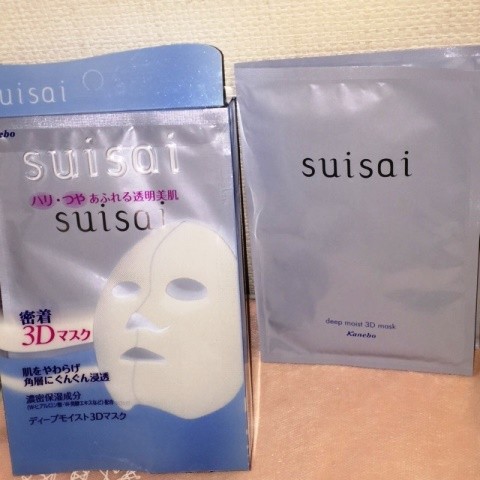 suisai
Kanebo
suisai
ハリ・つや あふれる透明美肌
suisai
密着
3Dマスク
肌をやわらげ
角層にぐんぐん浸透
濃密保湿成分
ディープモイスト3Dマスク
suisai
deep moist 3D mask
Kanebo